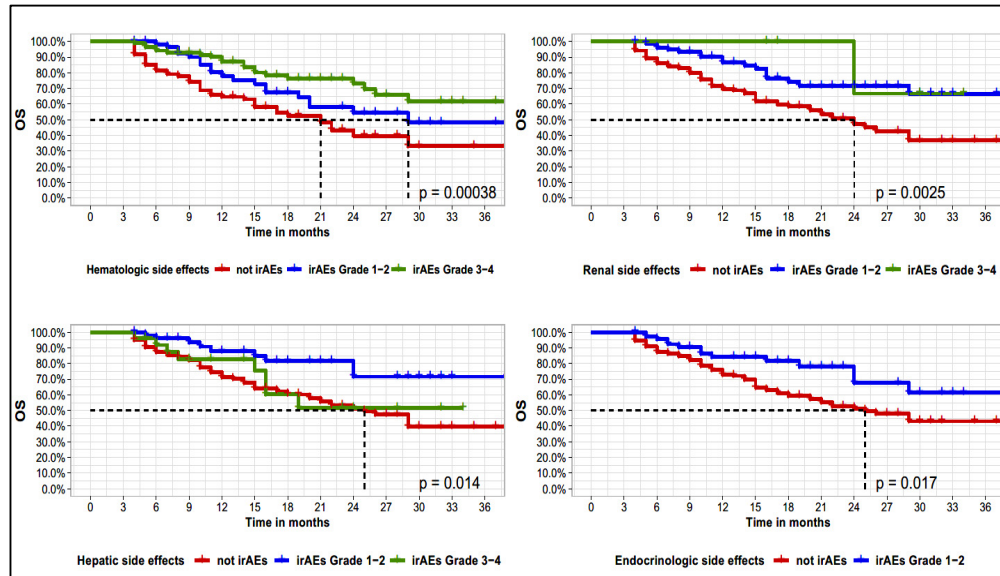 100.0%
90.0%
80.0%
70.0%
60.0%
50.0%
40.0%
30.0%
20.0%
10.0%
0.0%
OS
p = 0.00038
0 3 6 9 12 15 18 21 24 27 30 33 36
Time in months
Hematologic side effects not irAEs irAEs Grade 1−2 irAEs Grade 3−4
100.0%
90.0%
80.0%
70.0%
60.0%
50.0%
40.0%
30.0%
20.0%
10.0%
0.0%
OS
p = 0.0025
0 3 6 9 12 15 18 21 24 27 30 33 36
Time in months
Renal side effects not irAEs irAEs Grade 1−2 irAEs Grade 3−4
100.0%
90.0%
80.0%
70.0%
60.0%
50.0%
40.0%
30.0%
20.0%
10.0%
0.0%
OS
p = 0.014
0 3 6 9 12 15 18 21 24 27 30 33 36
Time in months
Hepatic side effects not irAEs irAEs Grade 1−2 irAEs Grade 3−4
100.0%
90.0%
80.0%
70.0%
60.0%
50.0%
40.0%
30.0%
20.0%
10.0%
0.0%
OS
p = 0.017
0 3 6 9 12 15 18 21 24 27 30 33 36
Time in months
Endocrinologic side effects not irAEs irAEs Grade 1−2